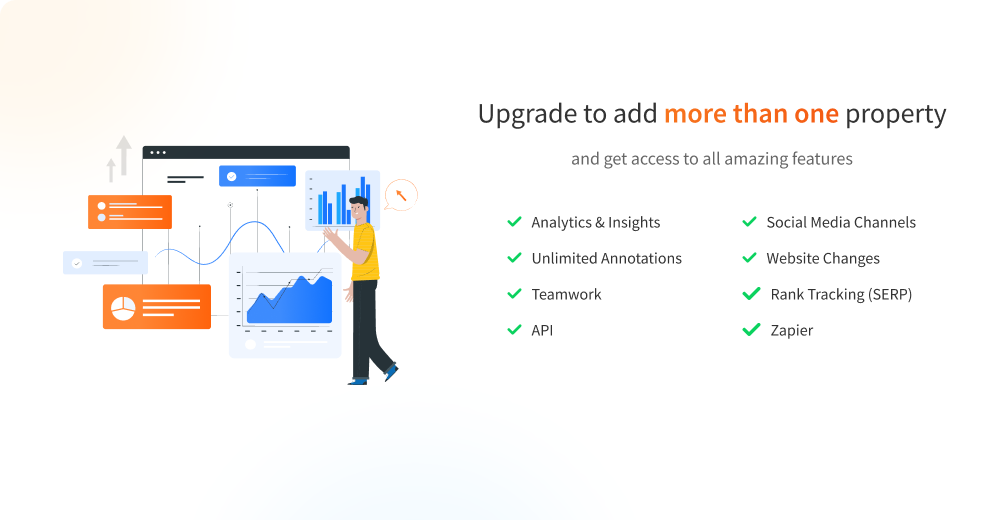 Upgrade to add more than one property
and get access to all amazing features
Analytics & Insights
Unlimited Annotations
Teamwork
API
Social Media Channels
Website Changes
Rank Tracking (SERP)
Zapier